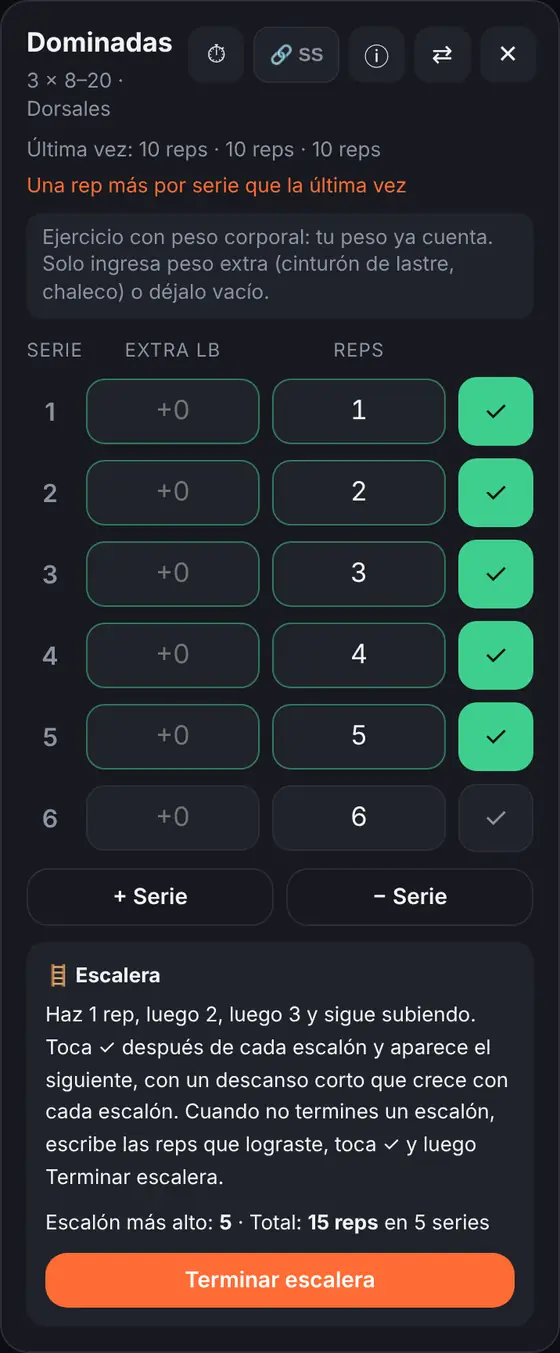 Dominadas
⏱ 🔗 SS ⓘ ⇄ ✕
3 × 8–20 ·
Dorsales
Última vez: 10 reps · 10 reps · 10 reps
Una rep más por serie que la última vez
Ejercicio con peso corporal: tu peso ya cuenta.
Solo ingresa peso extra (cinturón de lastre,
chaleco) o déjalo vacío.
SERIE EXTRA LB REPS
1 +0 1 ✓
2 +0 2 ✓
3 +0 3 ✓
4 +0 4 ✓
5 +0 5 ✓
6 +0 6 ✓
+ Serie − Serie
🪜 Escalera
Haz 1 rep, luego 2, luego 3 y sigue subiendo.
Toca ✓ después de cada escalón y aparece el
siguiente, con un descanso corto que crece con
cada escalón. Cuando no termines un escalón,
escribe las reps que lograste, toca ✓ y luego
Terminar escalera.
Escalón más alto: 5 · Total: 15 reps en 5 series
Terminar escalera